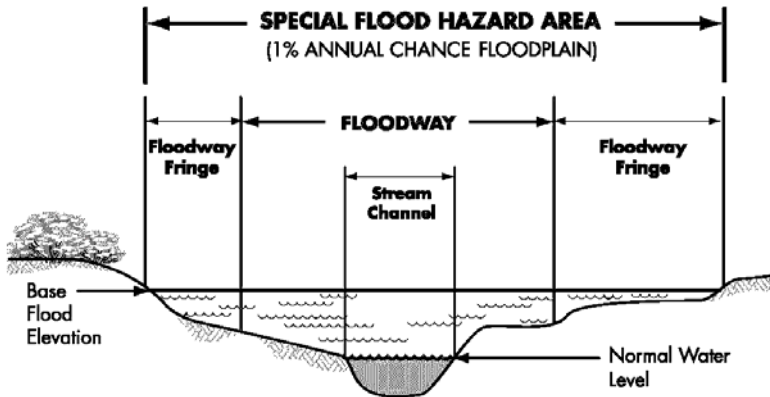 SPECIAL FLOOD HAZARD AREA
(1% ANNUAL CHANCE FLOODPLAIN)
FLOODWAY
Floodway
Fringe
Floodway
Fringe
Stream
Channel
Base
Flood
Elevation
Normal Water
Level